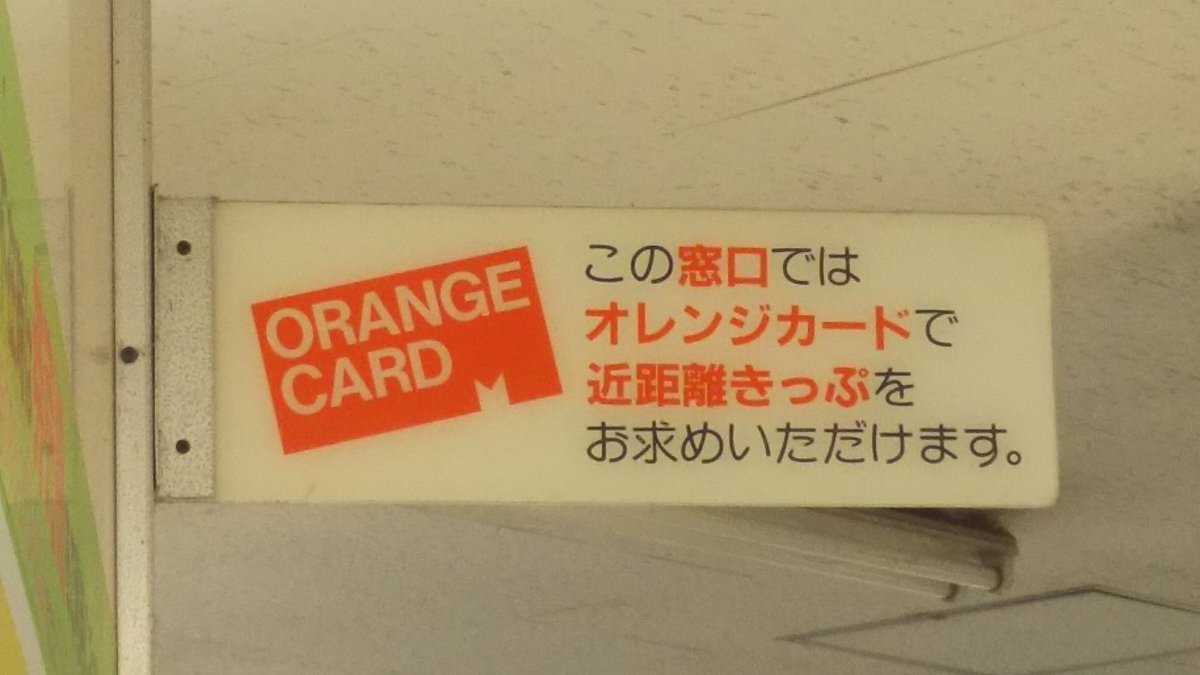 ORANGE
CARD
この窓口では
オレンジカードで
近距離きっぷを
お求めいただけます。